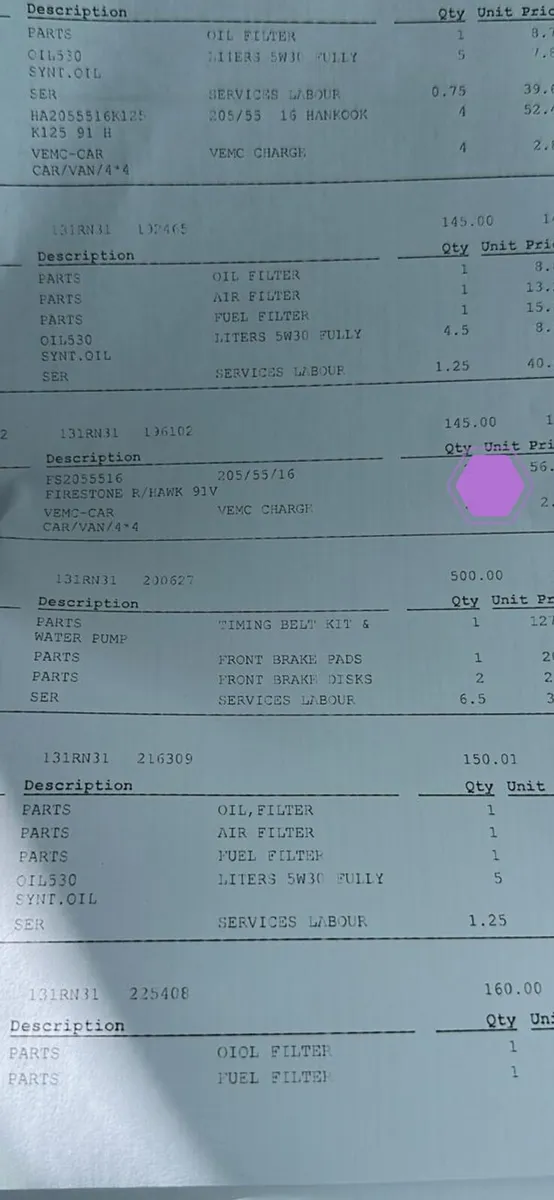 Description Qty Unit Pric
PARTS OIL FILTER 1 8.7
OIL530 LITERS 5W30 FULLY 5 7.8
SYNT.OIL
SER SERVICES LABOUR 0.75 39.
HA2055516K125 205/55 16 HANKOOK 4 52.
K125 91 H
VEMC-CAR VEMC CHARGE 4 2.
CAR/VAN/4*4
131RN31 192465 145.00 1
Description Qty Unit Pri
PARTS OIL FILTER 1 8.
PARTS AIR FILTER 1 13.
PARTS FUEL FILTER 1 15.
OIL530 LITERS 5W30 FULLY 4.5 8.
SYNT.OIL
SER SERVICES LABOUR 1.25 40.
2 131RN31 196102 145.00 1
Description Qty Unit Pri
FS2055516 205/55/16 56.
FIRESTONE R/HAWK 91V
VEMC-CAR VEMC CHARGE 2.
CAR/VAN/4*4
131RN31 200627 500.00
Description Qty Unit Pr
PARTS TIMING BELT KIT & 1 127
WATER PUMP
PARTS FRONT BRAKE PADS 1 2
PARTS FRONT BRAKE DISKS 2 2
SER SERVICES LABOUR 6.5 3
131RN31 216309 150.01
Description Qty Unit
PARTS OIL,FILTER 1
PARTS AIR FILTER 1
PARTS FUEL FILTER 1
OIL530 LITERS 5W30 FULLY 5
SYNT.OIL
SER SERVICES LABOUR 1.25
131RN31 225408 160.00
Description Qty Uni
PARTS OIOL FILTER 1
PARTS FUEL FILTER 1